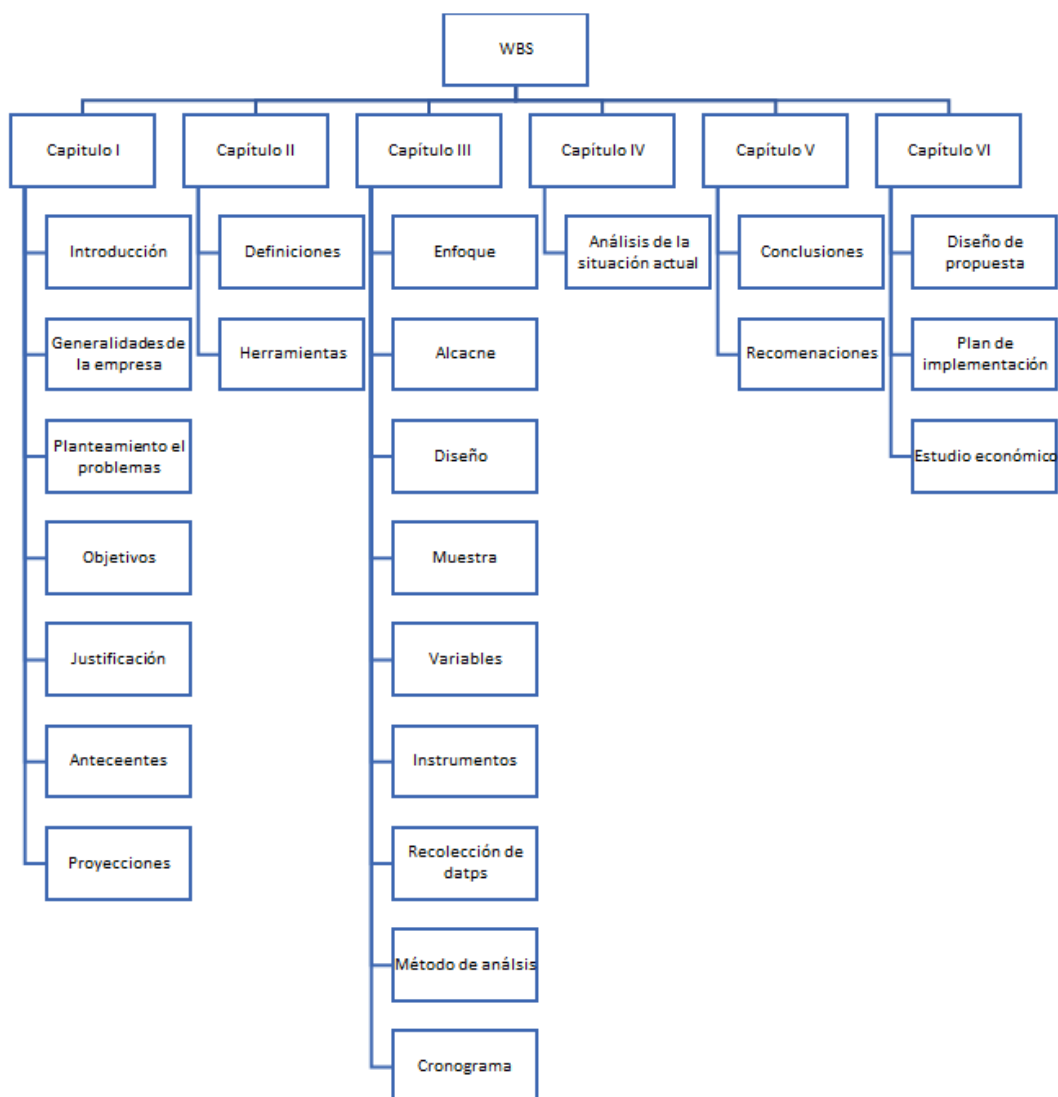 WBS
Capitulo I
Introducción
Generalidades de
la empresa
Planteamiento el
problemas
Objetivos
Justificación
Anteceentes
Proyecciones
Capítulo II
Definiciones
Herramientas
Capítulo III
Enfoque
Alcacne
Diseño
Muestra
Variables
Instrumentos
Recolección de
datps
Método de análsis
Cronograma
Capítulo IV
Análisis de la
situación actual
Capítulo V
Conclusiones
Recomenaciones
Capítulo VI
Diseño de
propuesta
Plan de
implementación
Estudio económico